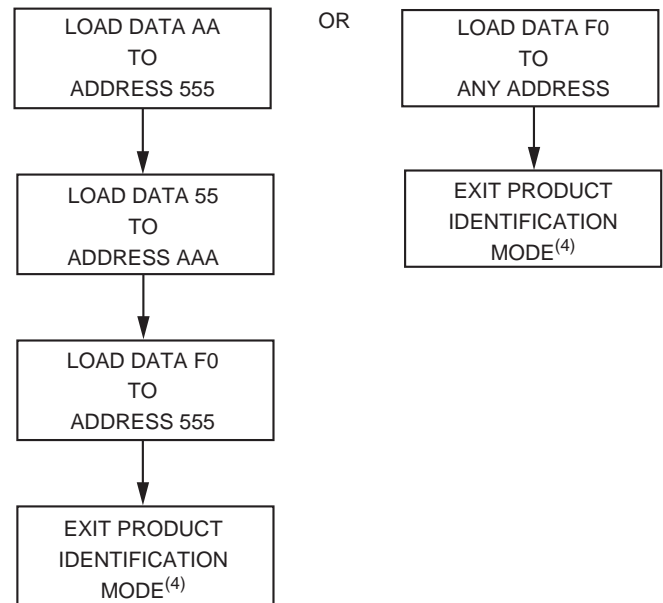 LOAD DATA AA
TO
ADDRESS 555
LOAD DATA 55
TO
ADDRESS AAA
LOAD DATA F0
TO
ADDRESS 555
EXIT PRODUCT
IDENTIFICATION
MODE(4)
OR
LOAD DATA F0
TO
ANY ADDRESS
EXIT PRODUCT
IDENTIFICATION
MODE(4)